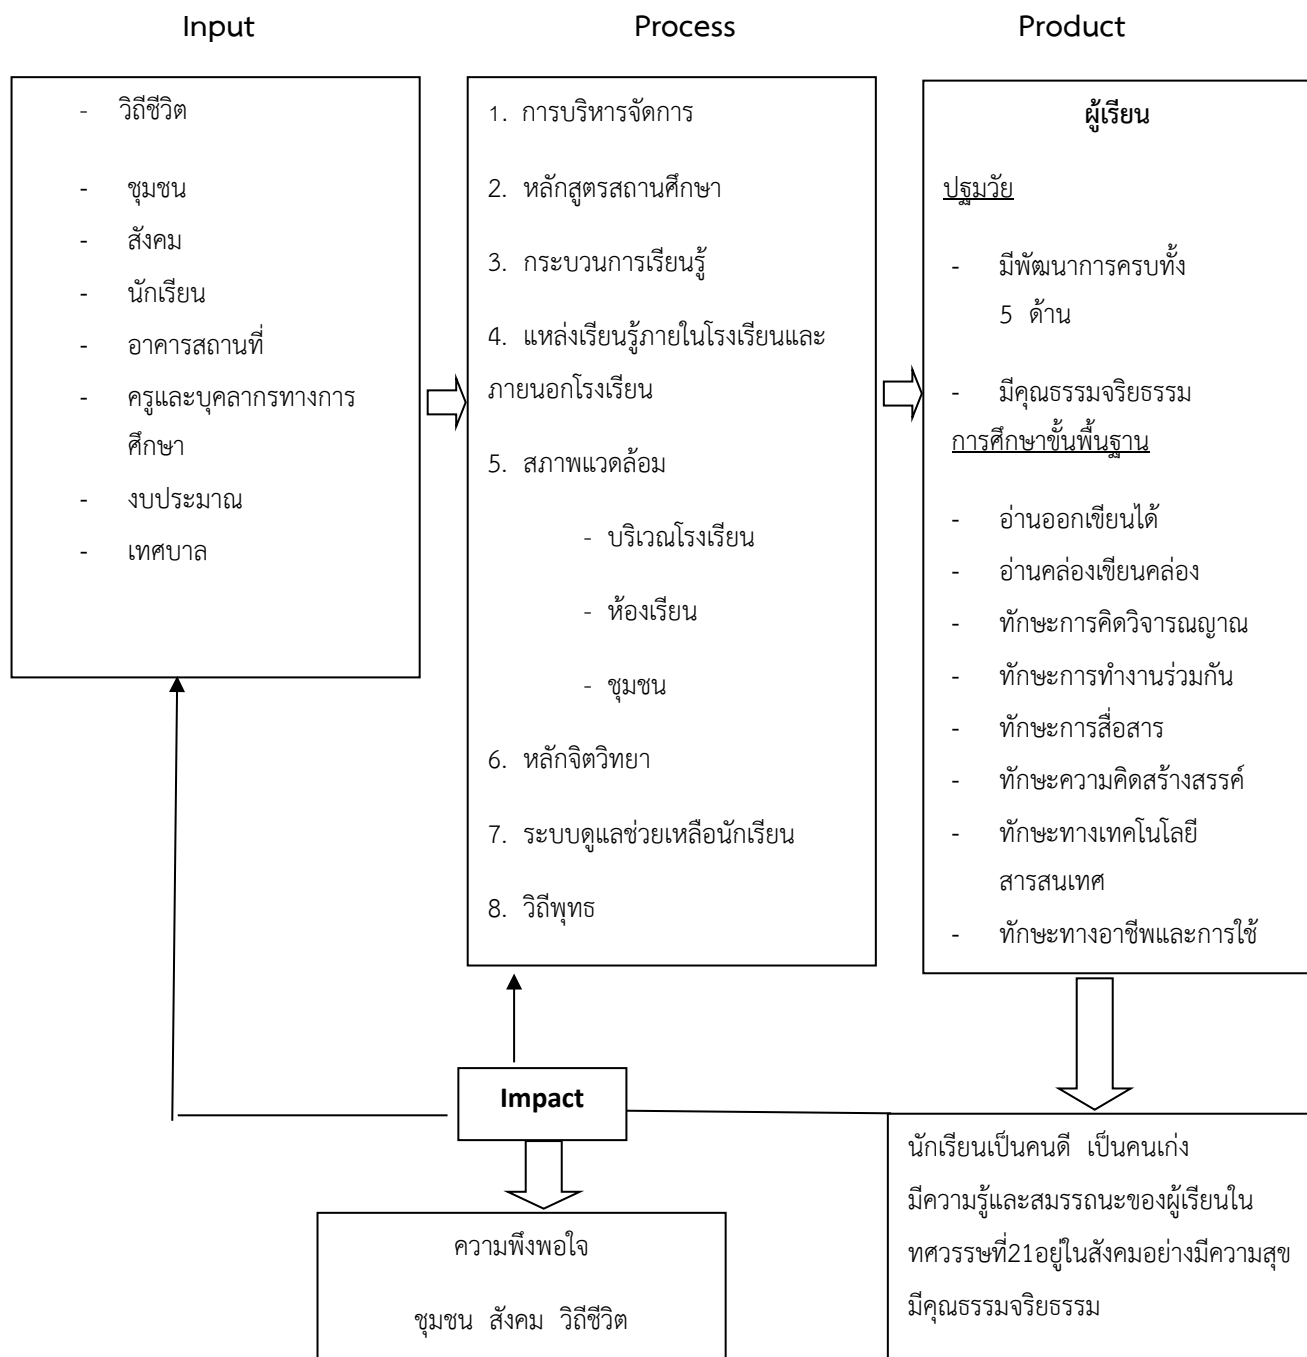 Input
Process
Product
- วิถีชีวิต
- ชุมชน
- สังคม
- นักเรียน
- อาคารสถานที่
- ครูและบุคลากรทางการ
ศึกษา
- งบประมาณ
- เทศบาล
1. การบริหารจัดการ
2. หลักสูตรสถานศึกษา
3. กระบวนการเรียนรู้
4. แหล่งเรียนรู้ภายในโรงเรียนและ
ภายนอกโรงเรียน
5. สภาพแวดล้อม
- บริเวณโรงเรียน
- ห้องเรียน
- ชุมชน
6. หลักจิตวิทยา
7. ระบบดูแลช่วยเหลือนักเรียน
8. วิถีพุทธ
ผู้เรียน
ปฐมวัย
- มีพัฒนาการครบทั้ง
5 ด้าน
- มีคุณธรรมจริยธรรม
การศึกษาขั้นพื้นฐาน
- อ่านออกเขียนได้
- อ่านคล่องเขียนคล่อง
- ทักษะการคิดวิจารณญาณ
- ทักษะการทำงานร่วมกัน
- ทักษะการสื่อสาร
- ทักษะความคิดสร้างสรรค์
- ทักษะทางเทคโนโลยี
สารสนเทศ
- ทักษะทางอาชีพและการใช้
Impact
นักเรียนเป็นคนดี เป็นคนเก่ง
มีความรู้และสมรรถนะของผู้เรียนใน
ทศวรรษที่21อยู่ในสังคมอย่างมีความสุข
มีคุณธรรมจริยธรรม
ความพึงพอใจ
ชุมชน สังคม วิถีชีวิต